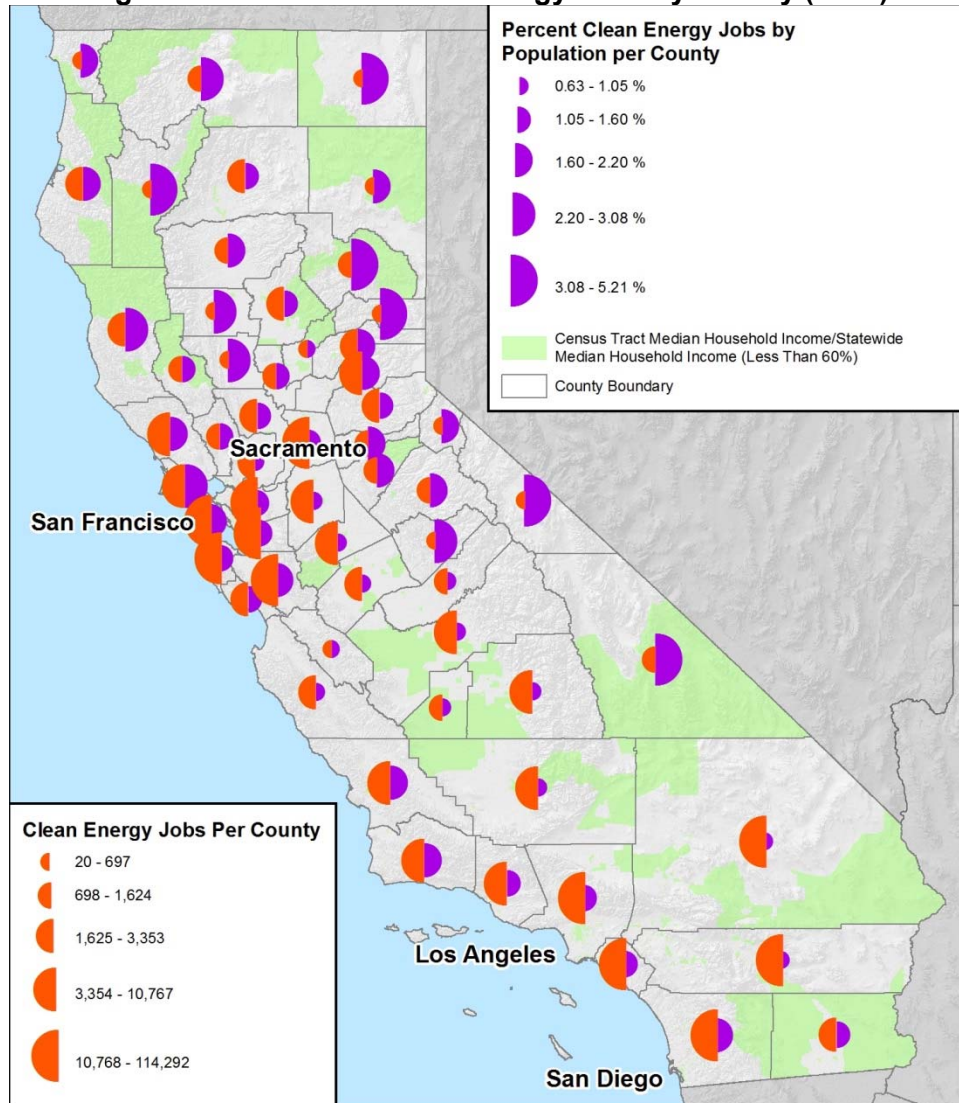 Percent Clean Energy Jobs by
Population per County
0.63 - 1.05 %
1.05 - 1.60 %
1.60 - 2.20 %
2.20 - 3.08 %
3.08 - 5.21 %
Census Tract Median Household Income/Statewide
Median Household Income (Less Than 60%)
County Boundary
Sacramento
San Francisco
Clean Energy Jobs Per County
20 - 697
698 - 1,624
1,625 - 3,353
3,354 - 10,767
10,768 - 114,292
Los Angeles
San Diego